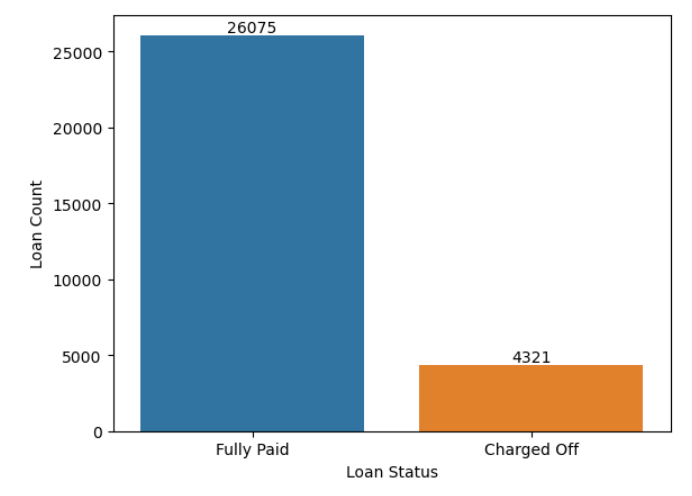 26075
25000
20000
15000
Loan Count
10000
4321
5000
0
Fully Paid
Charged Off
Loan Status